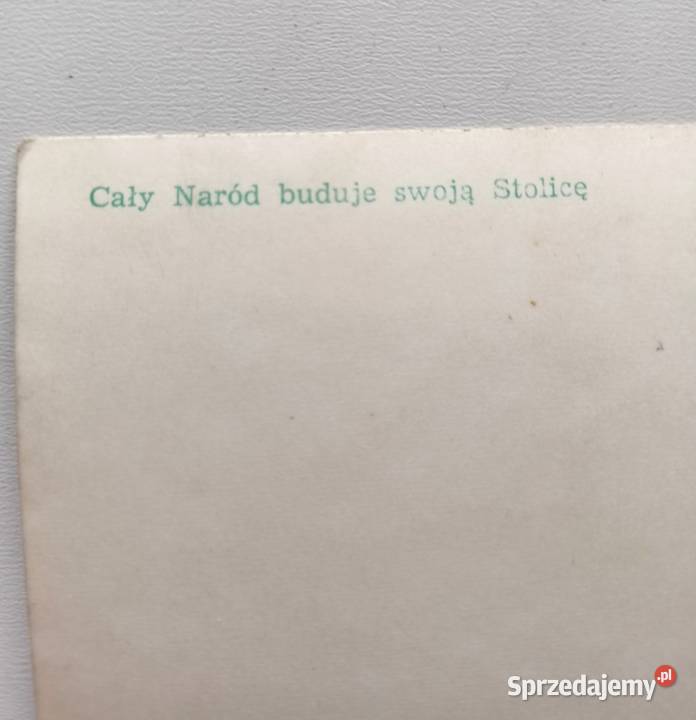 Cały Naród buduje swoją Stolicę
Sprzedajemy.pl